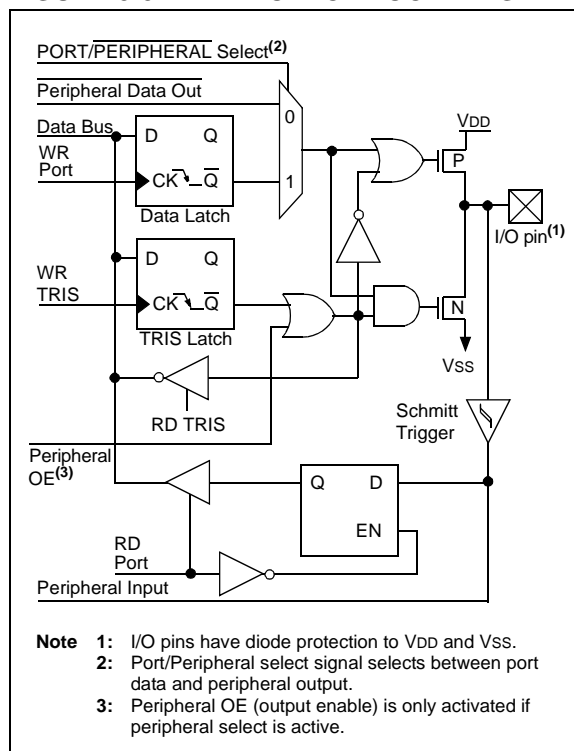 PORT/PERIPHERAL Select(2)
Peripheral Data Out
Data Bus
WR
Port
D Q
CK Q
Data Latch
0
1
VDD
P
I/O pin(1)
WR
TRIS
D Q
CK Q
TRIS Latch
N
VSS
RD TRIS
Schmitt
Trigger
Peripheral
OE(3)
Q D
EN
RD
Port
Peripheral Input
Note 1: I/O pins have diode protection to VDD and VSS.
2: Port/Peripheral select signal selects between port
data and peripheral output.
3: Peripheral OE (output enable) is only activated if
peripheral select is active.